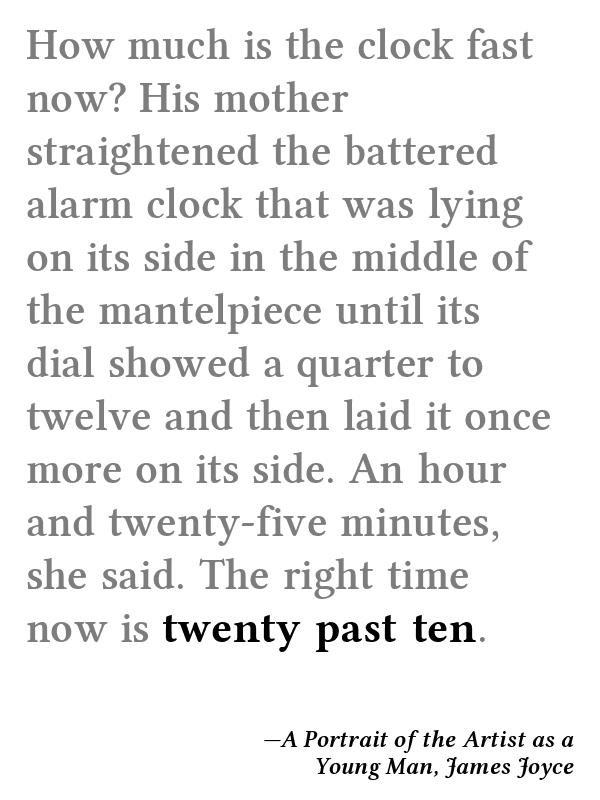 How much is the clock fast
now? His mother
straightened the battered
alarm clock that was lying
on its side in the middle of
the mantelpiece until its
dial showed a quarter to
twelve and then laid it once
more on its side. An hour
and twenty-five minutes,
she said. The right time
now is twenty past ten.
—A Portrait of the Artist as a
Young Man, James Joyce